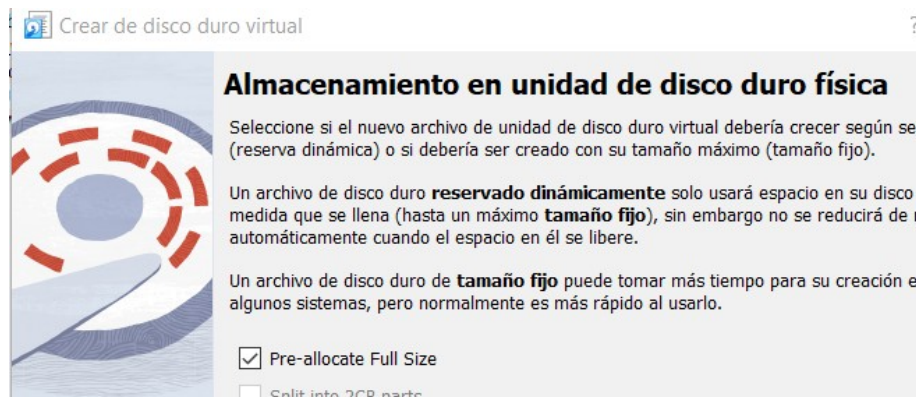 Crear de disco duro virtual
Almacenamiento en unidad de disco duro física
Seleccione si el nuevo archivo de unidad de disco duro virtual debería crecer según se
(reserva dinámica) o si debería ser creado con su tamaño máximo (tamaño fijo).
Un archivo de disco duro reservado dinámicamente solo usará espacio en su disco
medida que se llena (hasta un máximo tamaño fijo), sin embargo no se reducirá de
automáticamente cuando el espacio en él se libere.
Un archivo de disco duro de tamaño fijo puede tomar más tiempo para su creación e
algunos sistemas, pero normalmente es más rápido al usarlo.
Pre-allocate Full Size
Split into 2GB parts